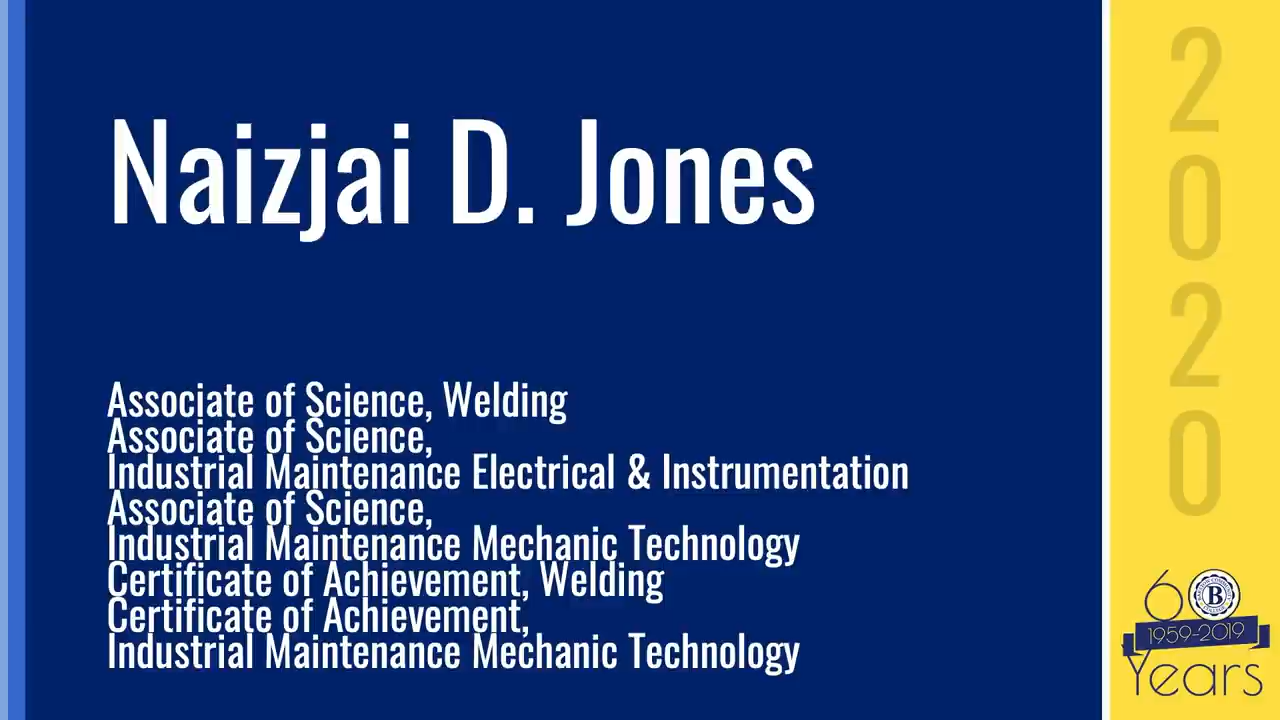 Naizjai D. Jones
Associate of Science, Welding
Associate of Science,
Industrial Maintenance Electrical & Instrumentation
Associate of Science,
Industrial Maintenance Mechanic Technology
Certificate of Achievement, Welding
Certificate of Achievement,
Industrial Maintenance Mechanic Technology
2
0
2
0
60
B
1959-2019
Years